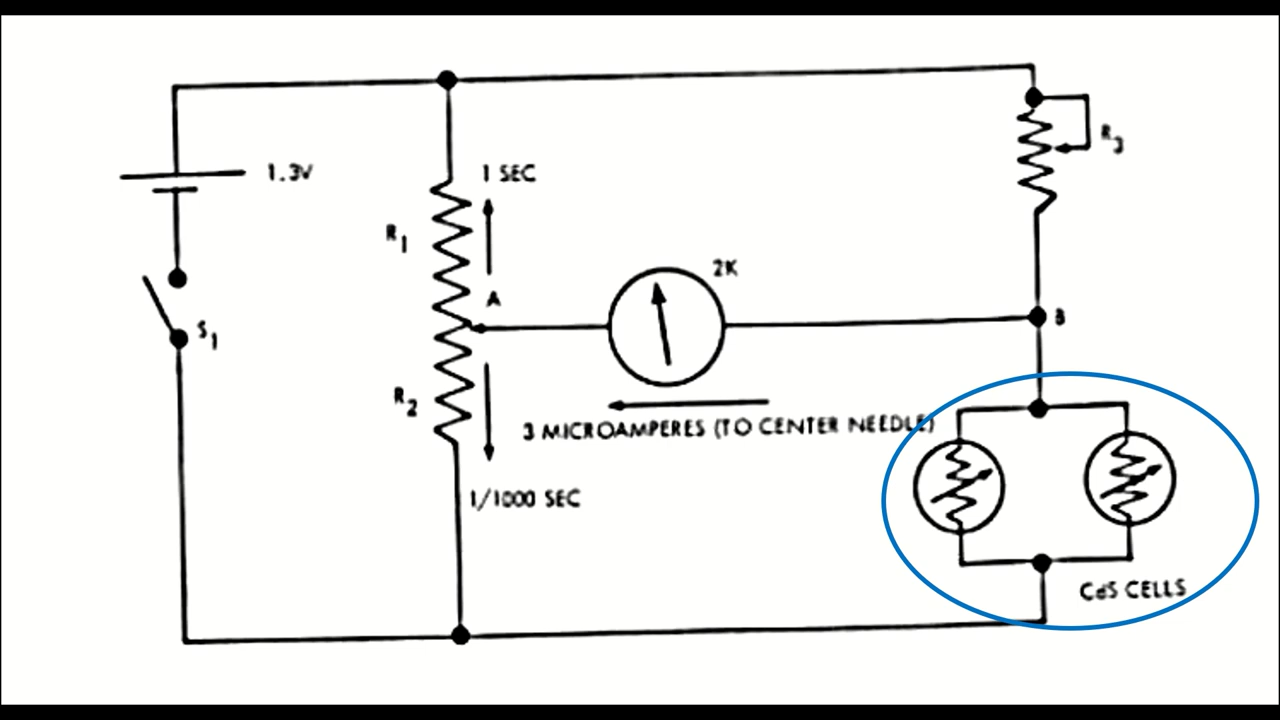 1.3V
S1
1 SEC
R1
A
R2
1/1000 SEC
2K
3 MICROAMPERES (TO CENTER NEEDLE)
R3
B
CdS CELLS